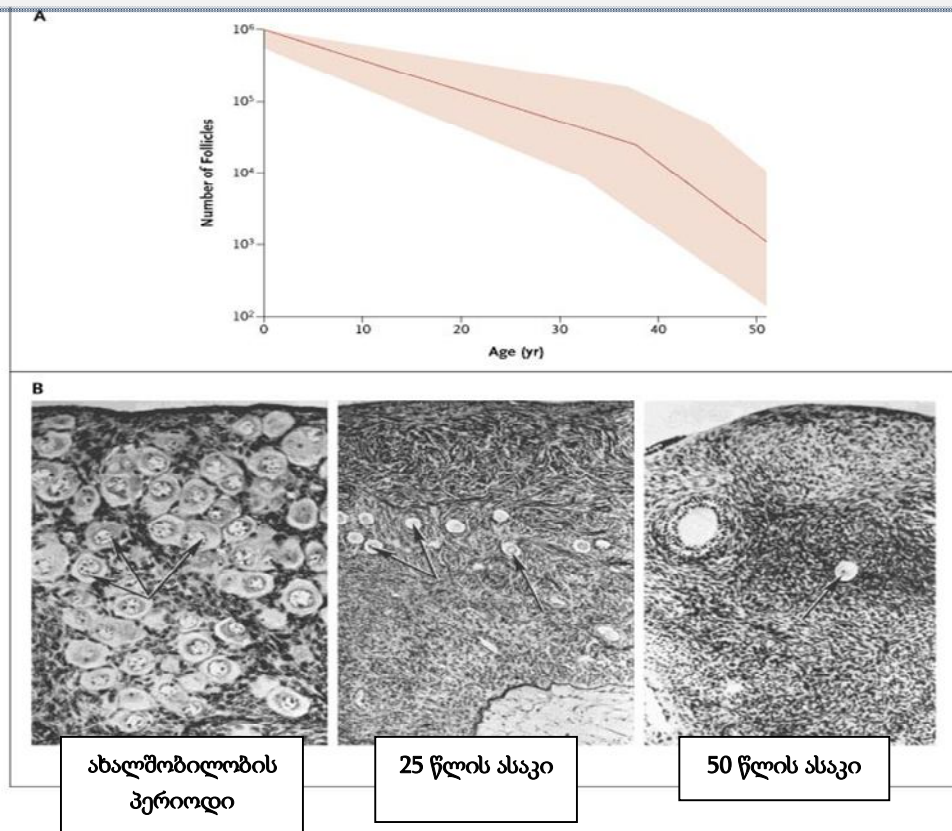 A
10⁶
10⁵
10⁴
10³
10²
Number of Follicles
0 10 20 30 40 50
Age (yr)
B
ახალშობილობის
პერიოდი
25 წლის ასაკი
50 წლის ასაკი